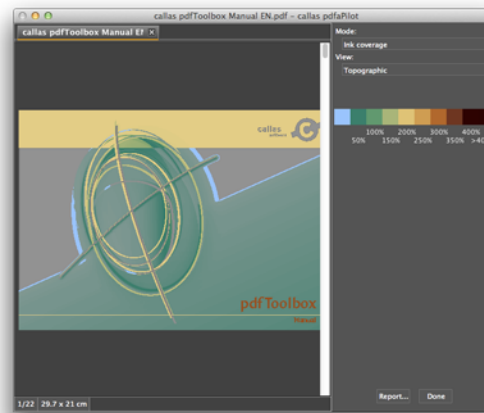 callas pdfToolbox Manual EN.pdf – callas pdfaPilot
callas pdfToolbox Manual EN
Mode:
Ink coverage
View:
Topographic
100% 200% 300% 400%
50% 150% 250% 350% >40
callas
software
pdfToolbox
Manual
1/22 29.7 x 21 cm
Report... Done